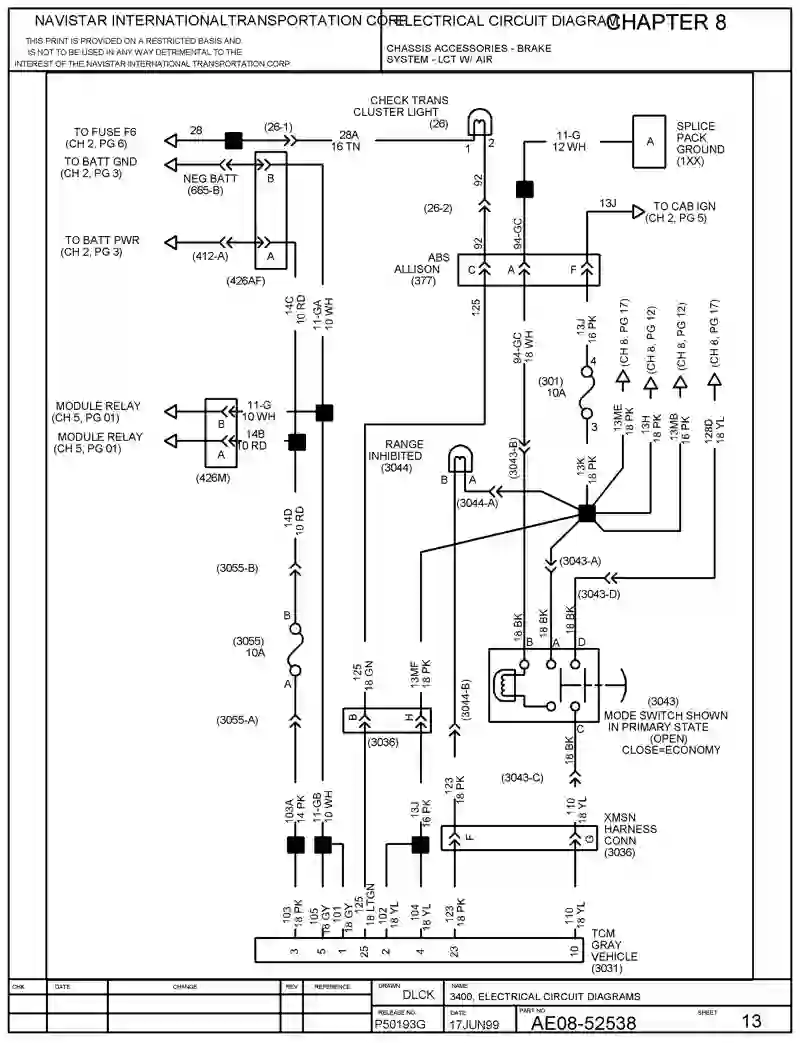 NAVISTAR INTERNATIONALTRANSPORTATION CORP.
ELECTRICAL CIRCUIT DIAGRAM
CHAPTER 8
THIS PRINT IS PROVIDED ON A RESTRICTED BASIS AND
IS NOT TO BE USED IN ANY WAY DETRIMENTAL TO THE
INTEREST OF THE NAVISTAR INTERNATIONAL TRANSPORTATION CORP
CHASSIS ACCESSORIES - BRAKE
SYSTEM - LCT W/ AIR
CHECK TRANS
CLUSTER LIGHT
(26)
TO FUSE F6
(CH 2, PG 6)
28
(26-1)
28A
16 TN
1
2
11-G
12 WH
A
SPLICE
PACK
GROUND
(1XX)
TO BATT GND
(CH 2, PG 3)
NEG BATT
(665-B)
B
92
(26-2)
92
94-GC
13J
TO CAB IGN
(CH 2, PG 5)
TO BATT PWR
(CH 2, PG 3)
(412-A)
A
(426AF)
ABS
ALLISON
(377)
C
A
F
14C
10 RD
11-GA
10 WH
125
94-GC
18 WH
13J
16 PK
(CH 8, PG 17)
(CH 8, PG 12)
(CH 8, PG 12)
(CH 8, PG 17)
4
(301)
10A
3
MODULE RELAY
(CH 5, PG 01)
B
11-G
10 WH
MODULE RELAY
(CH 5, PG 01)
A
14B
10 RD
(426M)
RANGE
INHIBITED
(3044)
B
A
(3044-A)
(3043-B)
13K
18 PK
13ME
18 PK
13H
18 PK
13MB
16 PK
128D
18 YL
14D
10 RD
(3055-B)
(3043-A)
(3043-D)
B
(3055)
10A
A
18 BK
18 BK
18 BK
B
A
D
125
18 GN
13MF
18 PK
(3044-B)
(3055-A)
B
H
(3036)
(3043)
MODE SWITCH SHOWN
IN PRIMARY STATE
(OPEN)
CLOSE=ECONOMY
C
18 BK
(3043-C)
103A
14 PK
11-GB
10 WH
13J
16 PK
123
18 PK
110
18 YL
F
G
XMSN
HARNESS
CONN
(3036)
103
18 PK
105
18 GY
101
18 GY
125
18 LTGN
102
18 YL
104
18 YL
123
18 PK
110
18 YL
3
5
1
25
2
4
23
10
TCM
GRAY
VEHICLE
(3031)
CHK
DATE
CHANGE
REV
REFERENCE
DRAWN
DLCK
NAME
3400, ELECTRICAL CIRCUIT DIAGRAMS
RELEASE NO.
P50193G
DATE
17JUN99
PART NO
AE08-52538
SHEET
13